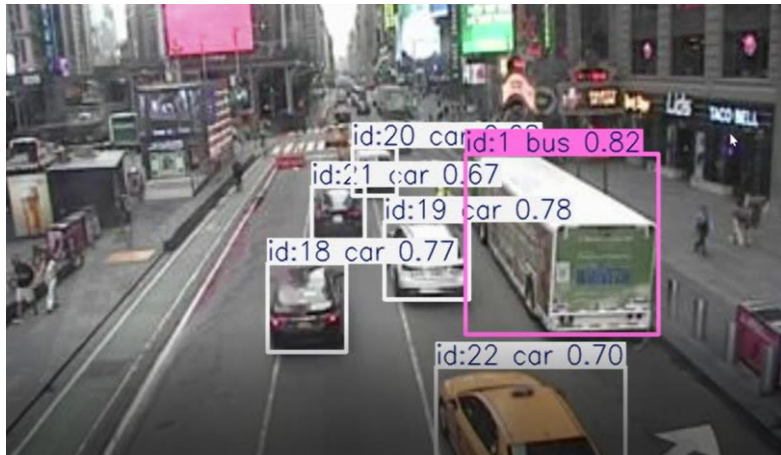 id:20 car
id:1 bus 0.82
id:21 car 0.67
id:19 car 0.78
id:18 car 0.77
id:22 car 0.70
Lids
TACO BELL